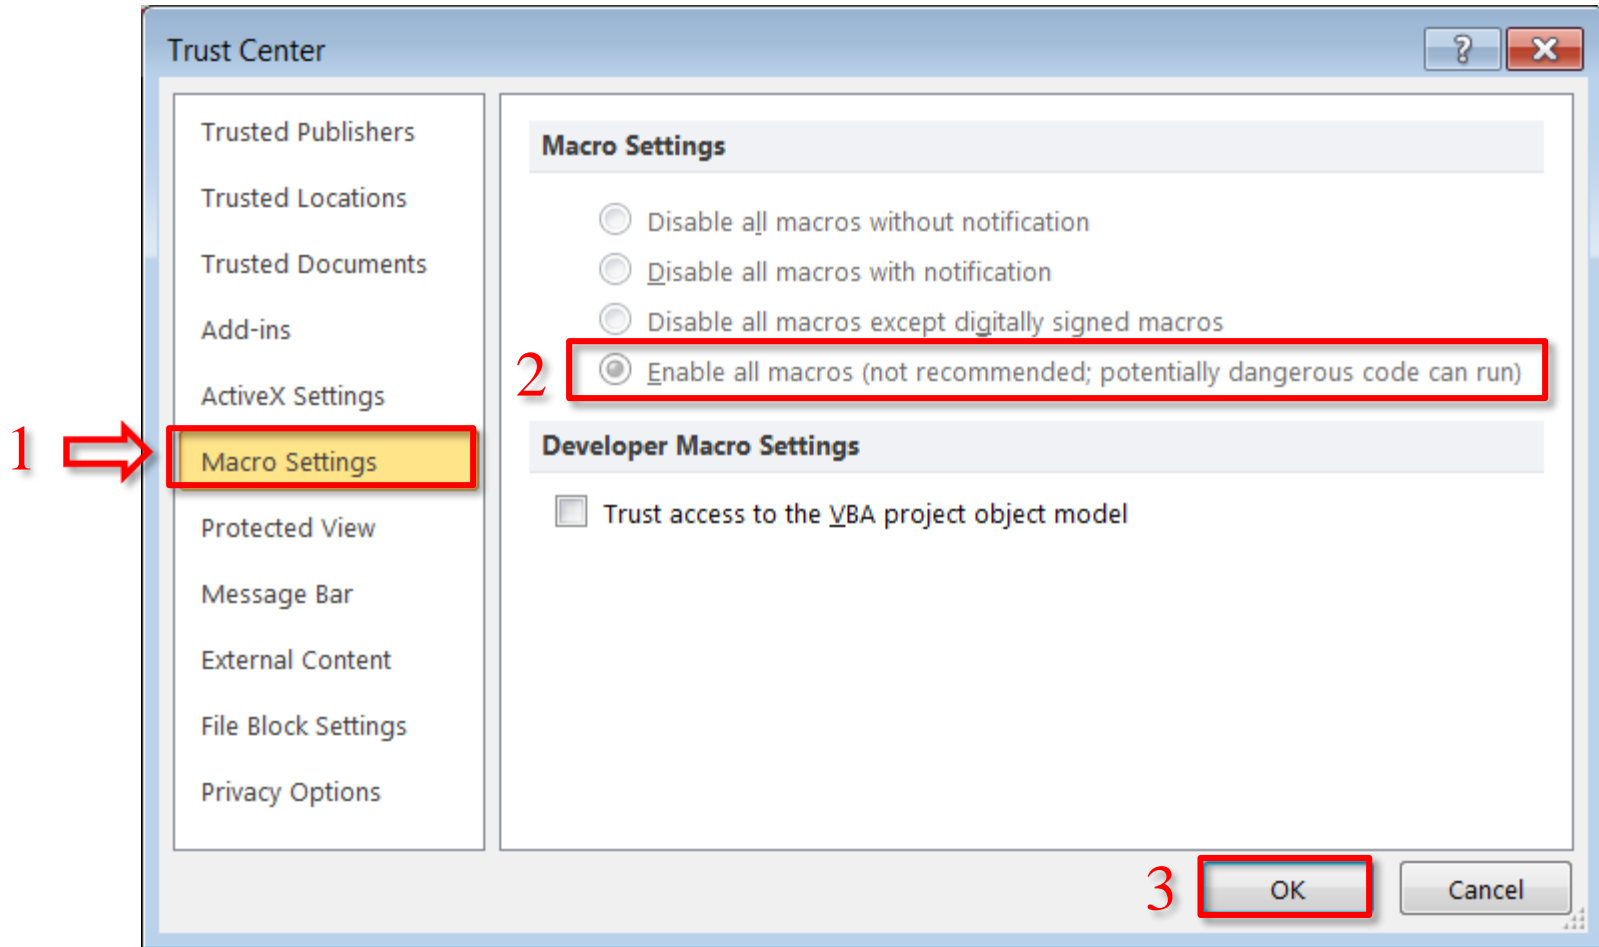 Trust Center
Trusted Publishers
Trusted Locations
Trusted Documents
Add-ins
ActiveX Settings
1
Macro Settings
Protected View
Message Bar
External Content
File Block Settings
Privacy Options
Macro Settings
Disable all macros without notification
Disable all macros with notification
Disable all macros except digitally signed macros
2
Enable all macros (not recommended; potentially dangerous code can run)
Developer Macro Settings
Trust access to the VBA project object model
3
OK
Cancel